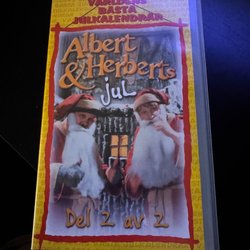 VÄRLDENS
BÄSTA
JULKALENDRAR
Albert
& Herberts
jul
Del 2 av 2